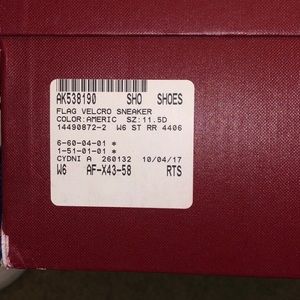 AK538190 SHO SHOES
FLAG VELCRO SNEAKER
COLOR:AMERIC SZ:11.5D
14490872-2 W6 ST RR 4406
6-60-04-01 *
1-51-01-01 *
CYDNI A 260132 10/04/17
W6 AF-X43-58 RTS